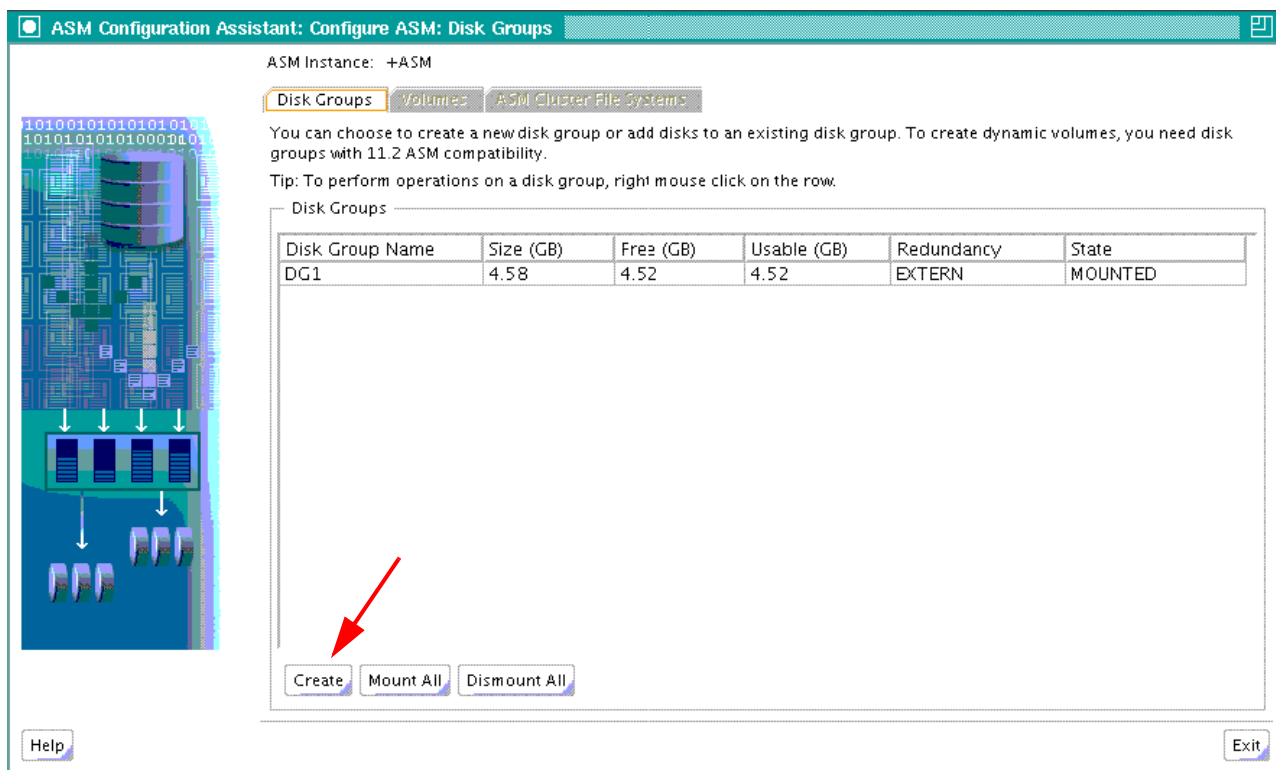 ASM Configuration Assistant: Configure ASM: Disk Groups
ASM Instance: +ASM
Disk Groups Volumes ASM Cluster File Systems
You can choose to create a new disk group or add disks to an existing disk group. To create dynamic volumes, you need disk
groups with 11.2 ASM compatibility.
Tip: To perform operations on a disk group, right mouse click on the row.
Disk Groups
Disk Group Name Size (GB) Free (GB) Usable (GB) Redundancy State
DG1 4.58 4.52 4.52 EXTERN MOUNTED
Create Mount All Dismount All
Help Exit